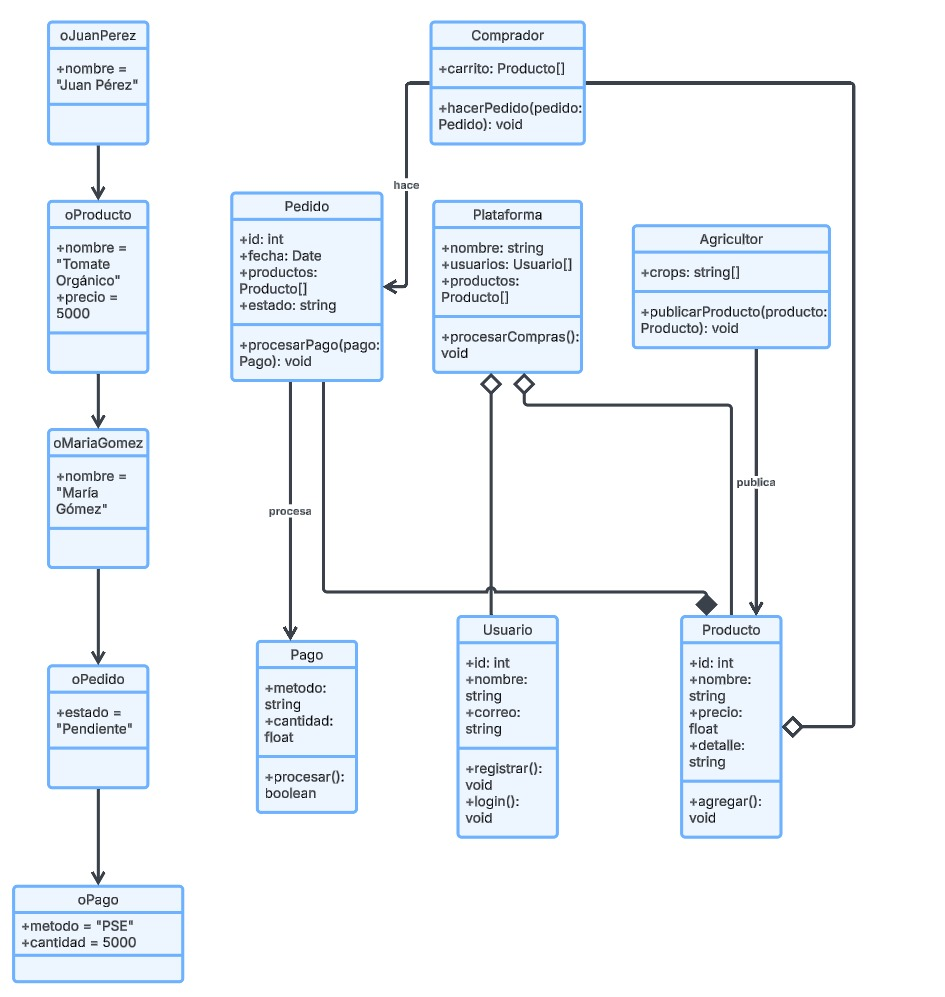 oJuanPerez
+nombre =
"Juan Pérez"
oProducto
+nombre =
"Tomate
Orgánico"
+precio =
5000
oMariaGomez
+nombre =
"María
Gómez"
oPedido
+estado =
"Pendiente"
oPago
+metodo = "PSE"
+cantidad = 5000
Comprador
+carrito: Producto[]
+hacerPedido(pedido:
Pedido): void
hace
Pedido
+id: int
+fecha: Date
+productos:
Producto[]
+estado: string
+procesarPago(pago:
Pago): void
Plataforma
+nombre: string
+usuarios: Usuario[]
+productos:
Producto[]
+procesarCompras():
void
Agricultor
+crops: string[]
+publicarProducto(producto:
Producto): void
procesa
publica
Pago
+metodo:
string
+cantidad:
float
+procesar():
boolean
Usuario
+id: int
+nombre:
string
+correo:
string
+registrar():
void
+login():
void
Producto
+id: int
+nombre:
string
+precio:
float
+detalle:
string
+agregar():
void